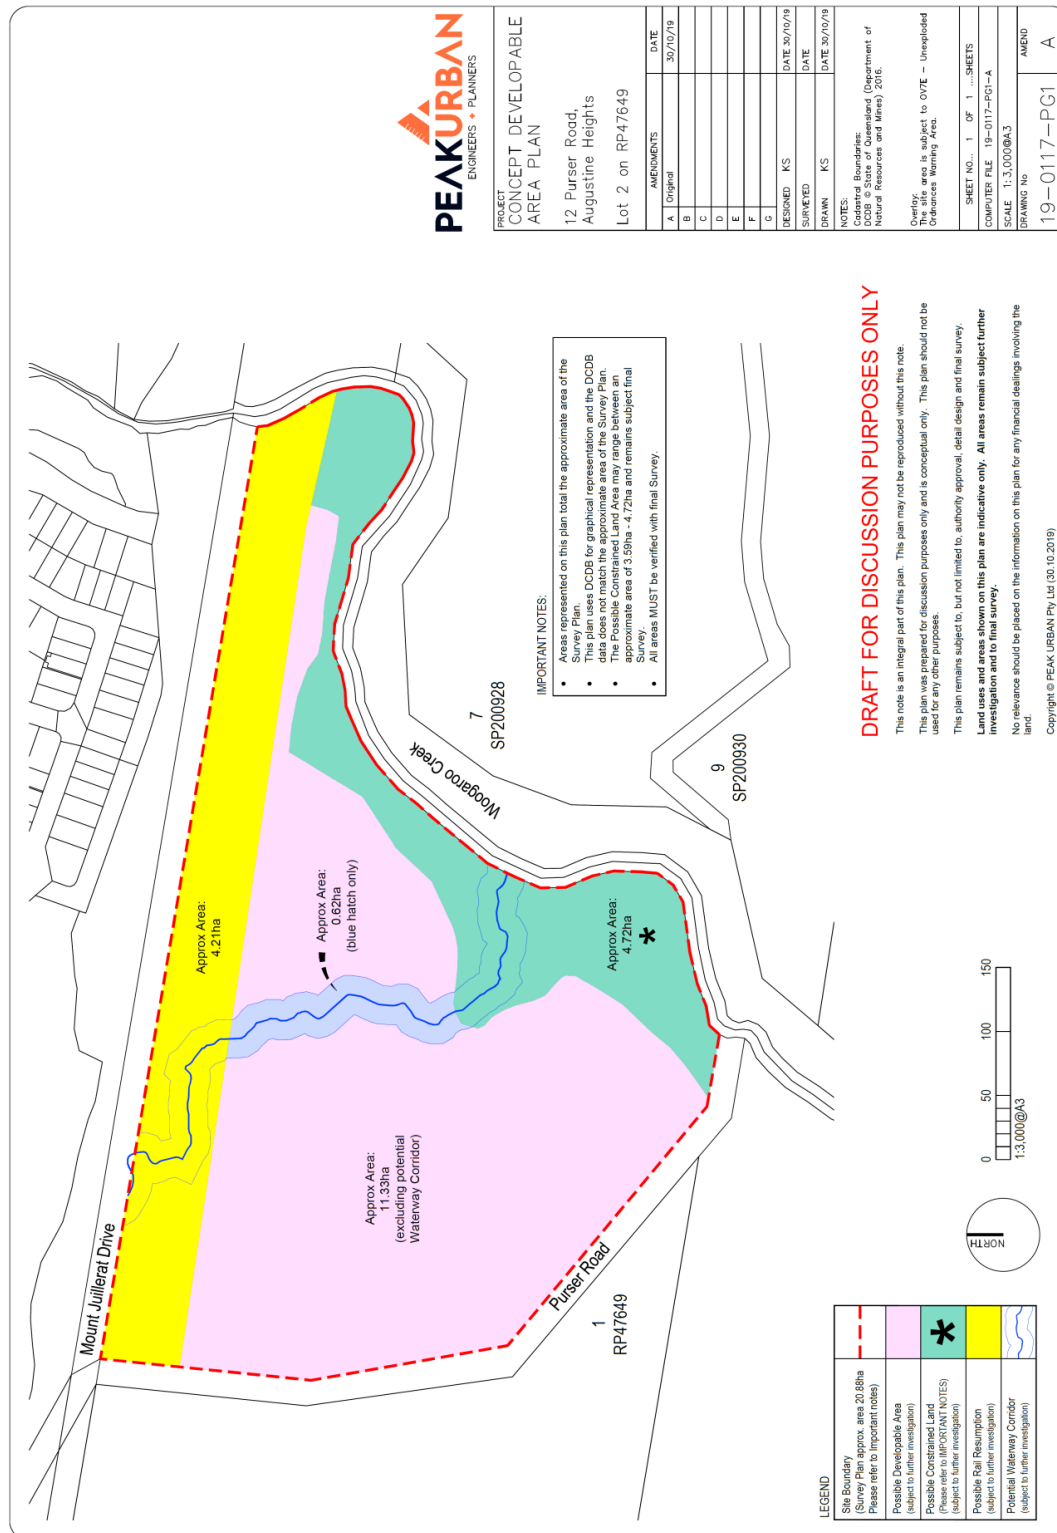 PEAKURBAN
ENGINEERS + PLANNERS
PROJECT
CONCEPT DEVELOPABLE
AREA PLAN
12 Purser Road,
Augustine Heights
Lot 2 on RP47649
AMENDMENTS DATE
A Original 30/10/19
B
C
D
E
F
G
DESIGNED KS DATE 30/10/19
SURVEYED DATE
DRAWN KS DATE 30/10/19
NOTES:
Cadastral Boundaries:
DCDB © State of Queensland (Department of
Natural Resources and Mines) 2016.
Overlay:
The site area is subject to OV7E – Unexploded
Ordnances Warning Area.
SHEET NO... 1 OF 1 ....SHEETS
COMPUTER FILE 19-0117-PG1-A
SCALE 1:3,000@A3
DRAWING No AMEND
19-0117-PG1 A
Mount Juillerat Drive
Approx Area:
4.21ha
Approx Area:
0.62ha
(blue hatch only)
Approx Area:
11.33ha
(excluding potential
Waterway Corridor)
Approx Area:
4.72ha
*
Woogaroo Creek
Purser Road
7
SP200928
9
SP200930
1
RP47649
IMPORTANT NOTES:
• Areas represented on this plan total the approximate area of the
Survey Plan.
• This plan uses DCDB for graphical representation and the DCDB
data does not match the approximate area of the Survey Plan.
• The Possible Constrained Land Area may range between an
approximate area of 3.59ha - 4.72ha and remains subject final
Survey.
• All areas MUST be verified with final Survey.
DRAFT FOR DISCUSSION PURPOSES ONLY
This note is an integral part of this plan. This plan may not be reproduced without this note.
This plan was prepared for discussion purposes only and is conceptual only. This plan should not be
used for any other purposes.
This plan remains subject to, but not limited to, authority approval, detail design and final survey.
Land uses and areas shown on this plan are indicative only. All areas remain subject further
investigation and to final survey.
No relevance should be placed on the information on this plan for any financial dealings involving the
land.
Copyright © PEAK URBAN Pty Ltd (30.10.2019)
0 50 100 150
1:3,000@A3
NORTH
LEGEND
Site Boundary
(Survey Plan approx. area 20.88ha
Please refer to Important notes)
Possible Developable Area
(subject to further investigation)
Possible Constrained Land
(Please refer to IMPORTANT NOTES)
(subject to further investigation)
*
Possible Rail Resumption
(subject to further investigation)
Potential Waterway Corridor
(subject to further investigation)